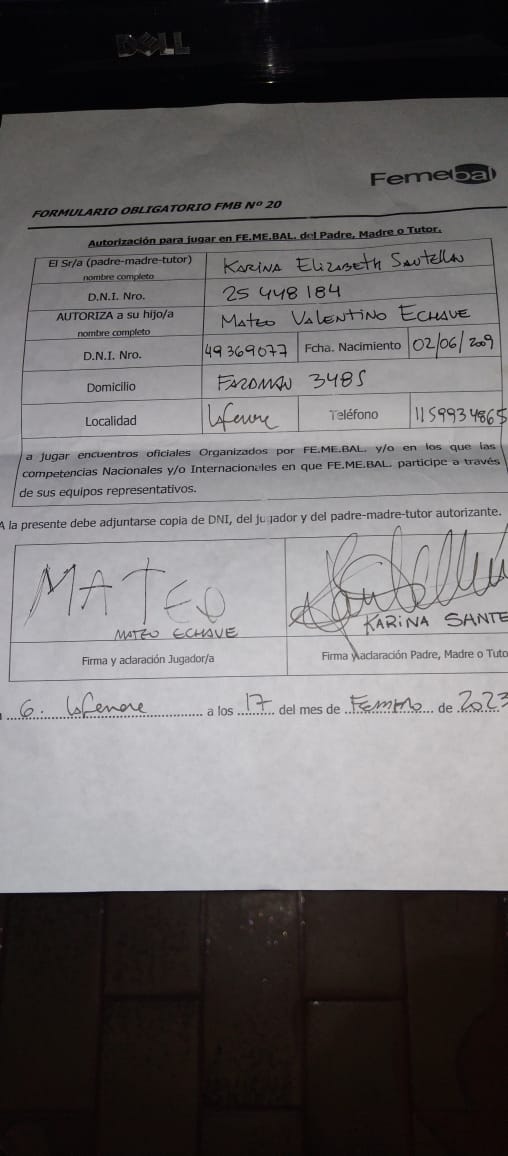 DELL
Femebal
FORMULARIO OBLIGATORIO FMB Nº 20
Autorización para jugar en FE.ME.BAL. del Padre, Madre o Tutor.
El Sr/a (padre-madre-tutor) KARINA ELIZABETH
nombre completo
D.N.I. Nro. 25 448 184
AUTORIZA a su hijo/a MATEO VALENTINO ECHAVE
nombre completo
D.N.I. Nro. 49369077 Fcha. Nacimiento 02/06/2009
Domicilio 3485
Localidad Teléfono 1159934865
a jugar encuentros oficiales Organizados por FE.ME.BAL. y/o en los que las
competencias Nacionales y/o Internacionales en que FE.ME.BAL. participe a través
de sus equipos representativos.
A la presente debe adjuntarse copia de DNI, del jugador y del padre-madre-tutor autorizante.
MATEO
MATEO ECHAVE KARINA SANTE
Firma y aclaración Jugador/a Firma y aclaración Padre, Madre o Tuto
6. a los 17 del mes de de 2023